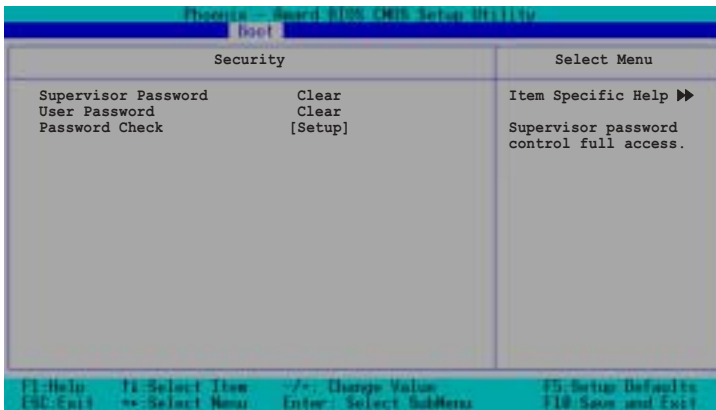 Phoenix - Award BIOS CMOS Setup Utility
Boot
Security
Select Menu
Supervisor Password Clear
User Password Clear
Password Check [Setup]
Item Specific Help ▶▶
Supervisor password
control full access.
F1:Help ↑↓ Select Item -/+: Change Value F5:Setup Defaults
ESC:Exit ←→ Select Menu Enter: Select SubMenu F10 Save and Exit